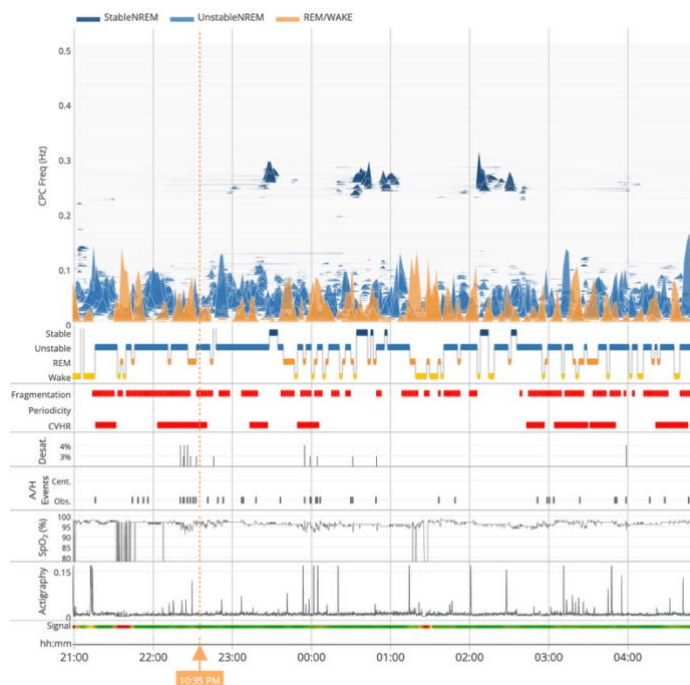 StableNREM UnstableNREM REM/WAKE
0.5
0.4
CPC Freq (Hz)
0.3
0.2
0.1
0
Stable
Unstable
REM
Wake
Fragmentation
Periodicity
CVHR
Desat.
4%
3%
A/H
Events
Cent.
Obs.
SpO₂ (%)
100
95
90
85
80
Actigraphy
0.15
0
Signal
hh:mm
21:00 22:00 23:00 00:00 01:00 02:00 03:00 04:00
10:35 PM